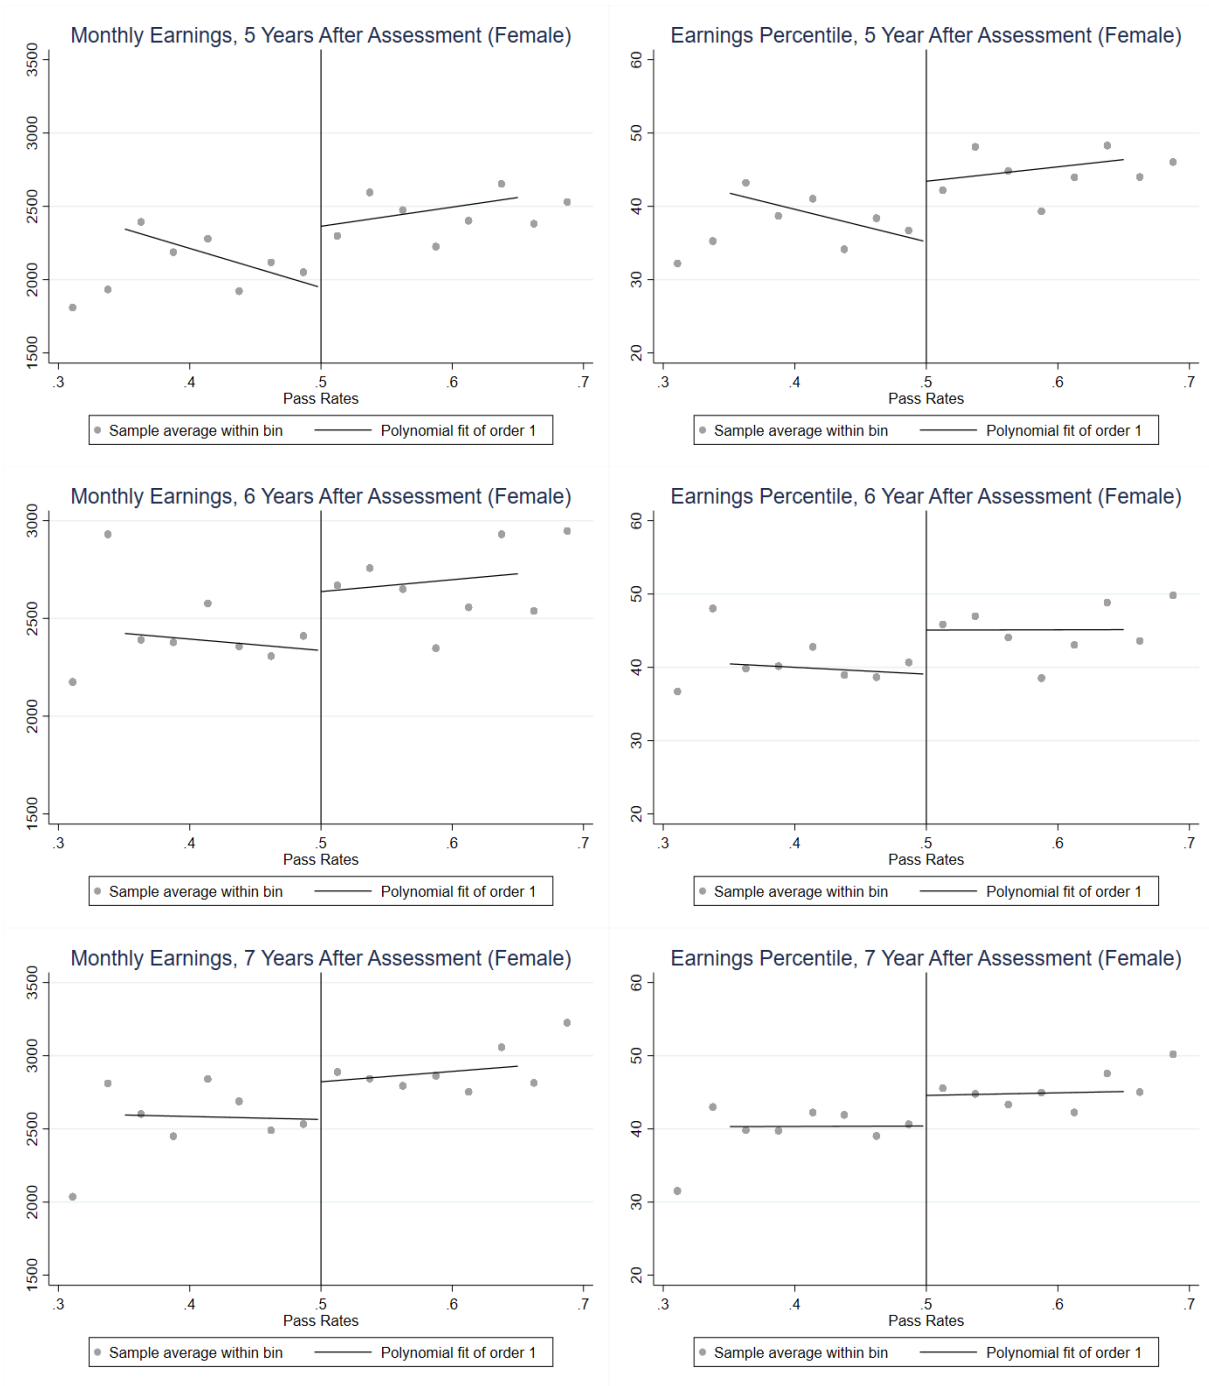 Monthly Earnings, 5 Years After Assessment (Female)
3500
3000
2500
2000
1500
.3 .4 .5 .6 .7
Pass Rates
Sample average within bin Polynomial fit of order 1
Earnings Percentile, 5 Year After Assessment (Female)
60
50
40
30
20
.3 .4 .5 .6 .7
Pass Rates
Sample average within bin Polynomial fit of order 1
Monthly Earnings, 6 Years After Assessment (Female)
3000
2500
2000
1500
.3 .4 .5 .6 .7
Pass Rates
Sample average within bin Polynomial fit of order 1
Earnings Percentile, 6 Year After Assessment (Female)
60
50
40
30
20
.3 .4 .5 .6 .7
Pass Rates
Sample average within bin Polynomial fit of order 1
Monthly Earnings, 7 Years After Assessment (Female)
3500
3000
2500
2000
1500
.3 .4 .5 .6 .7
Pass Rates
Sample average within bin Polynomial fit of order 1
Earnings Percentile, 7 Year After Assessment (Female)
60
50
40
30
20
.3 .4 .5 .6 .7
Pass Rates
Sample average within bin Polynomial fit of order 1